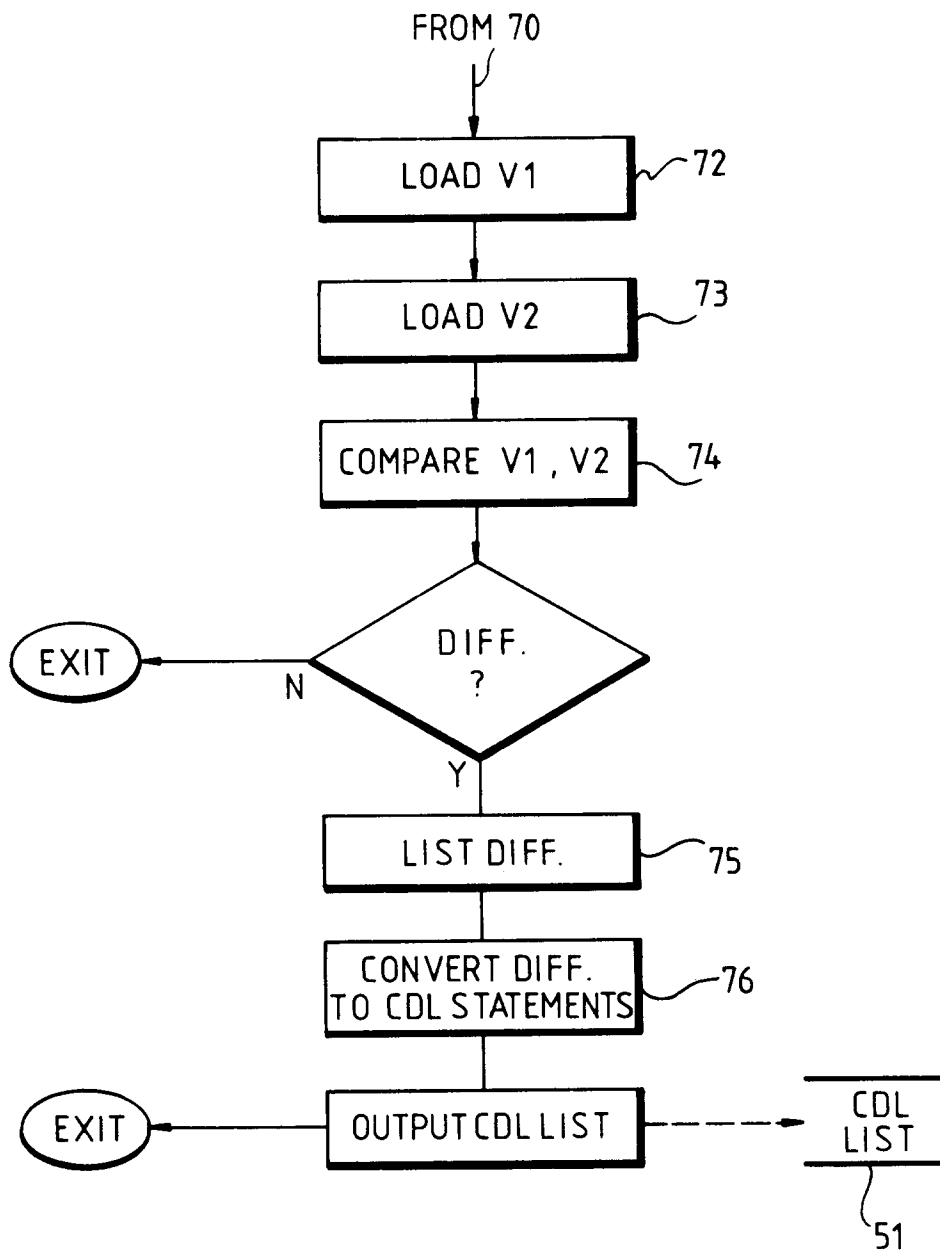 FROM 70
LOAD V1
72
LOAD V2
73
COMPARE V1, V2
74
DIFF.
?
EXIT
N
Y
LIST DIFF.
75
CONVERT DIFF.
TO CDL STATEMENTS
76
EXIT
OUTPUT CDL LIST
CDL
LIST
51